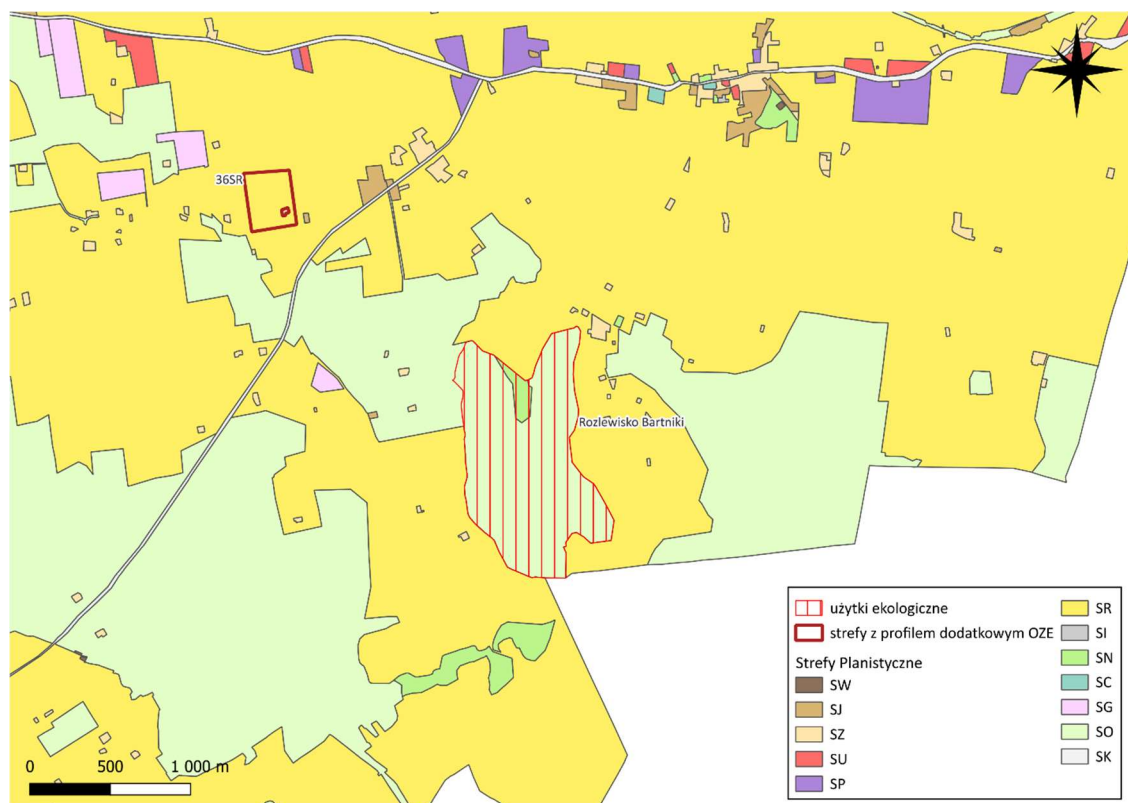 36SR
Rozlewisko Bartniki
użytki ekologiczne
strefy z profilem dodatkowym OZE
Strefy Planistyczne
SW
SJ
SZ
SU
SP
SR
SI
SN
SC
SG
SO
SK
0 500 1 000 m